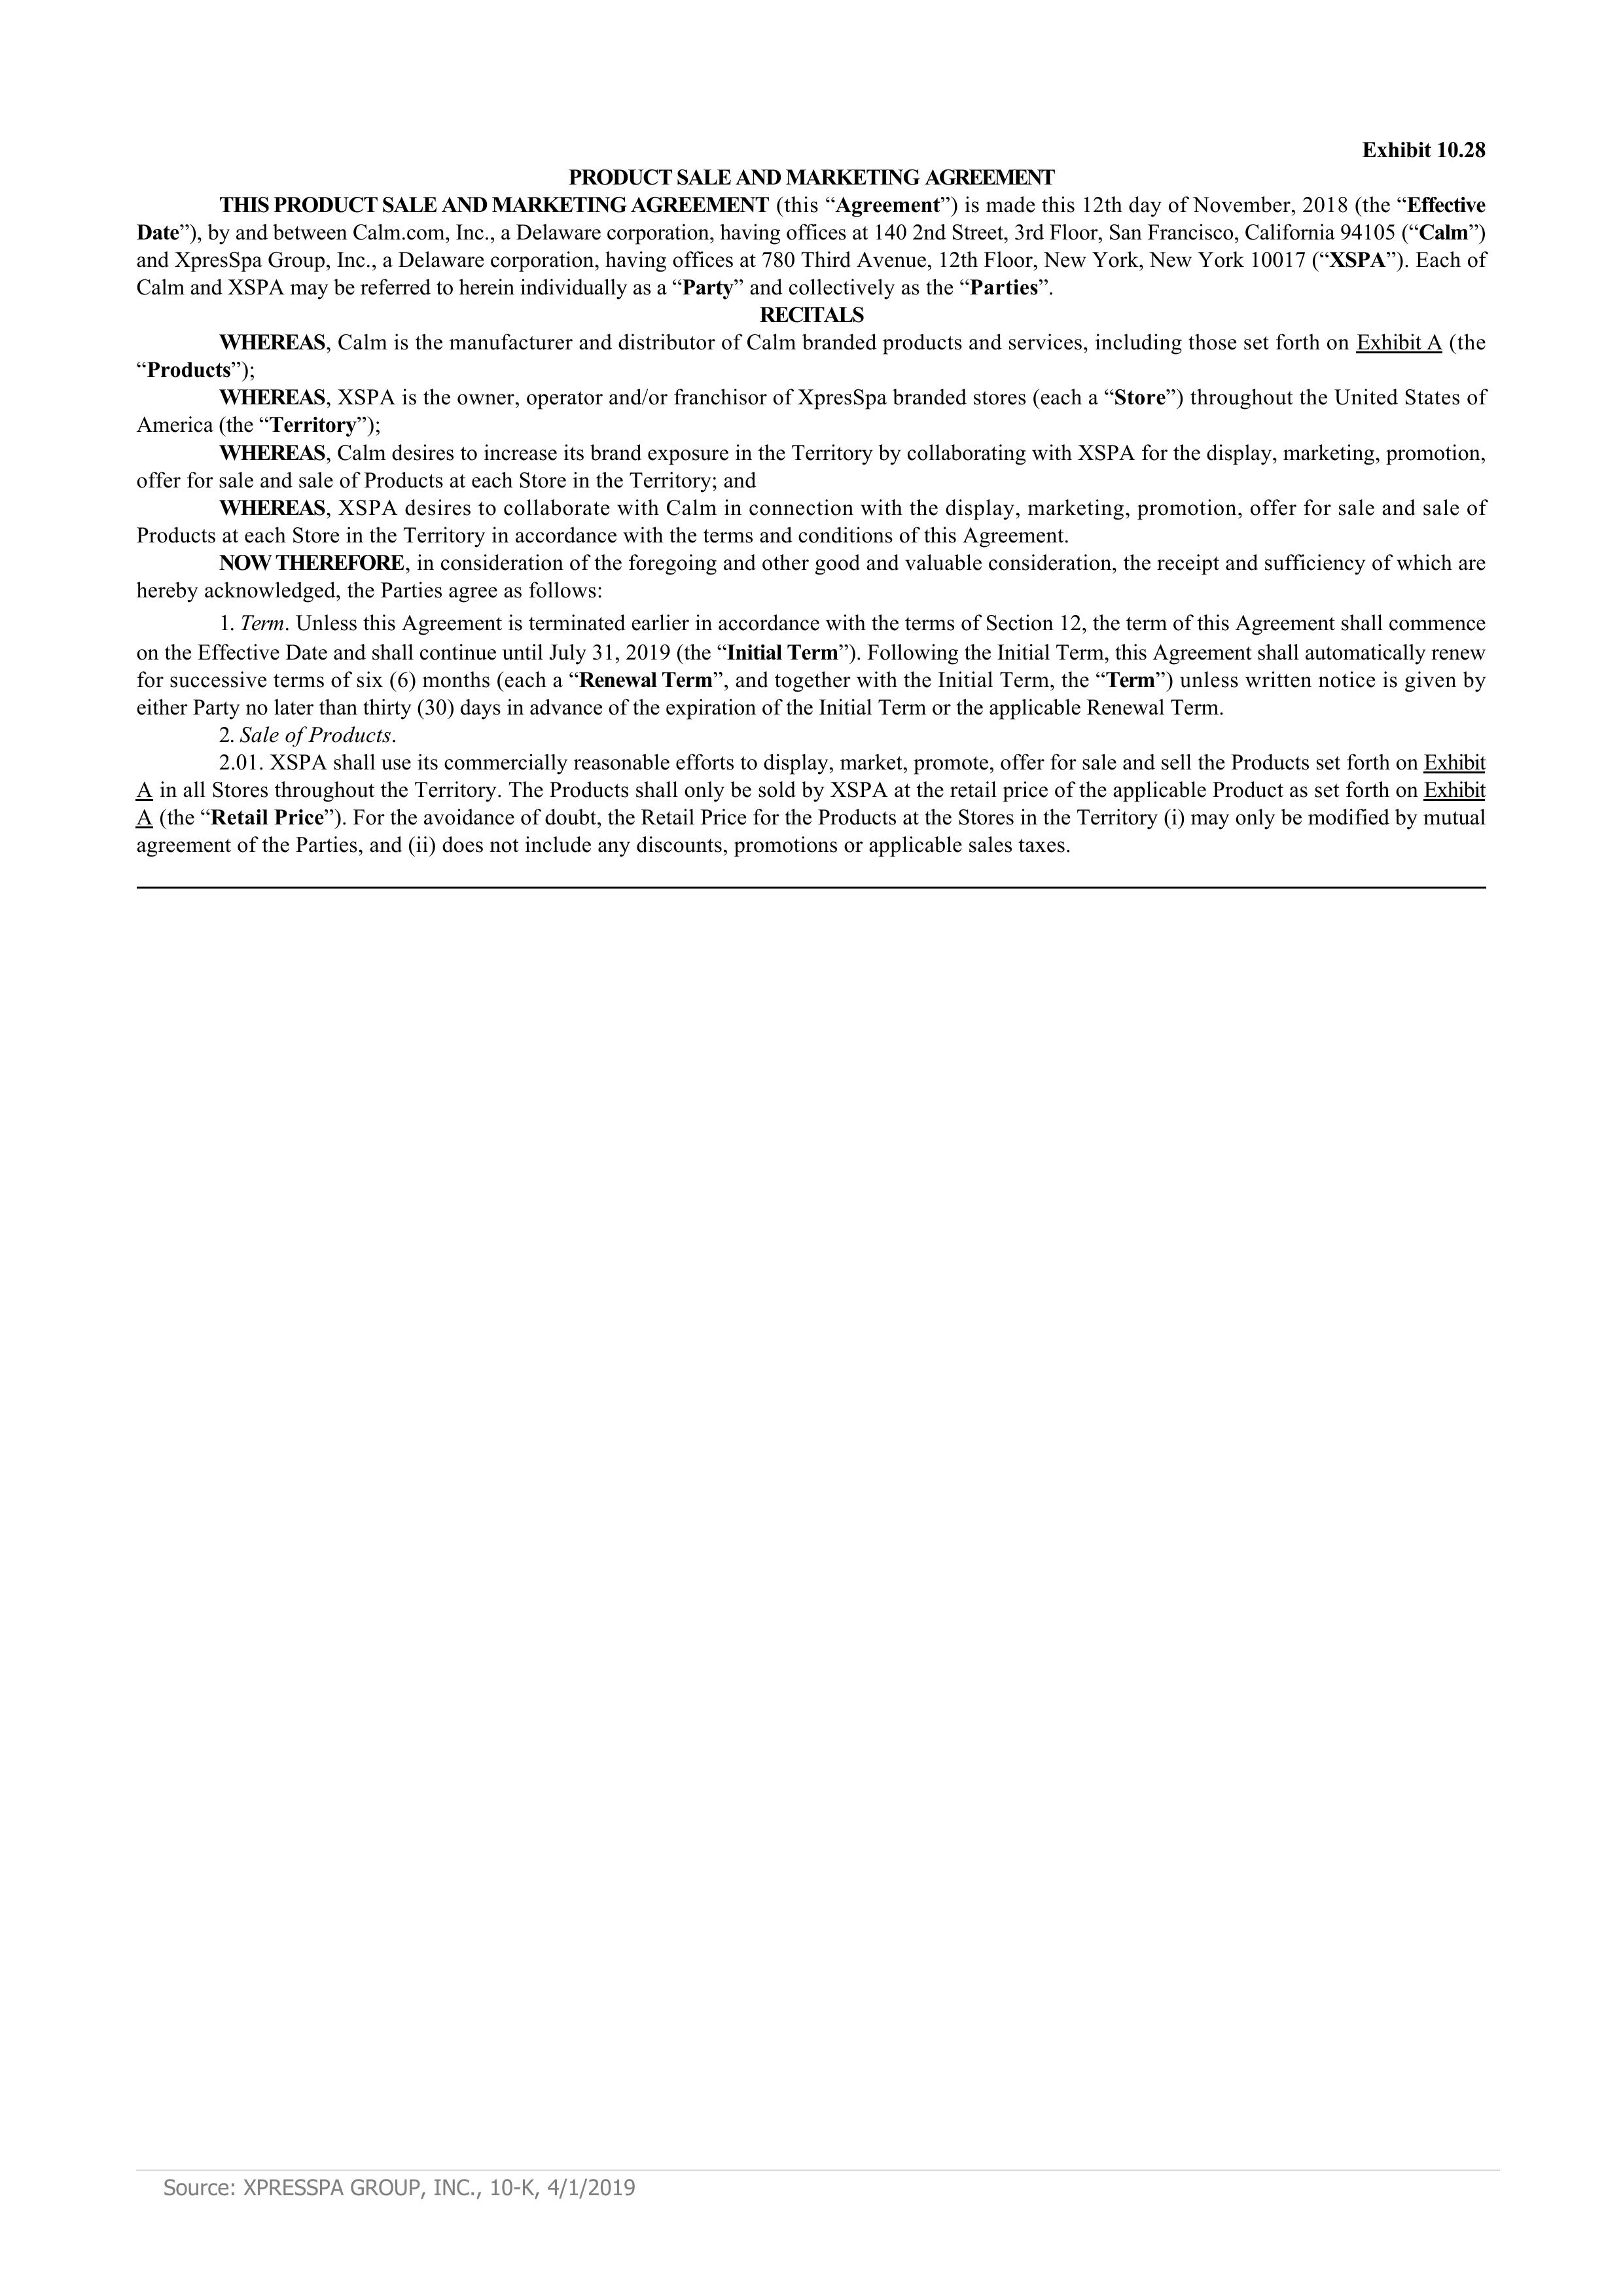 Exhibit 10.28
PRODUCT SALE AND MARKETING AGREEMENT
THIS PRODUCT SALE AND MARKETING AGREEMENT (this “Agreement”) is made this 12th day of November, 2018 (the “Effective
Date”), by and between Calm.com, Inc., a Delaware corporation, having offices at 140 2nd Street, 3rd Floor, San Francisco, California 94105 (“Calm”)
and XpresSpa Group, Inc., a Delaware corporation, having offices at 780 Third Avenue, 12th Floor, New York, New York 10017 (“XSPA”). Each of
Calm and XSPA may be referred to herein individually as a “Party” and collectively as the “Parties”.
RECITALS
WHEREAS, Calm is the manufacturer and distributor of Calm branded products and services, including those set forth on Exhibit A (the
“Products”);
WHEREAS, XSPA is the owner, operator and/or franchisor of XpresSpa branded stores (each a “Store”) throughout the United States of
America (the “Territory”);
WHEREAS, Calm desires to increase its brand exposure in the Territory by collaborating with XSPA for the display, marketing, promotion,
offer for sale and sale of Products at each Store in the Territory; and
WHEREAS, XSPA desires to collaborate with Calm in connection with the display, marketing, promotion, offer for sale and sale of
Products at each Store in the Territory in accordance with the terms and conditions of this Agreement.
NOW THEREFORE, in consideration of the foregoing and other good and valuable consideration, the receipt and sufficiency of which are
hereby acknowledged, the Parties agree as follows:
1. Term. Unless this Agreement is terminated earlier in accordance with the terms of Section 12, the term of this Agreement shall commence
on the Effective Date and shall continue until July 31, 2019 (the “Initial Term”). Following the Initial Term, this Agreement shall automatically renew
for successive terms of six (6) months (each a “Renewal Term”, and together with the Initial Term, the “Term”) unless written notice is given by
either Party no later than thirty (30) days in advance of the expiration of the Initial Term or the applicable Renewal Term.
2. Sale of Products.
2.01. XSPA shall use its commercially reasonable efforts to display, market, promote, offer for sale and sell the Products set forth on Exhibit
A in all Stores throughout the Territory. The Products shall only be sold by XSPA at the retail price of the applicable Product as set forth on Exhibit
A (the “Retail Price”). For the avoidance of doubt, the Retail Price for the Products at the Stores in the Territory (i) may only be modified by mutual
agreement of the Parties, and (ii) does not include any discounts, promotions or applicable sales taxes.
Source: XPRESSPA GROUP, INC., 10-K, 4/1/2019